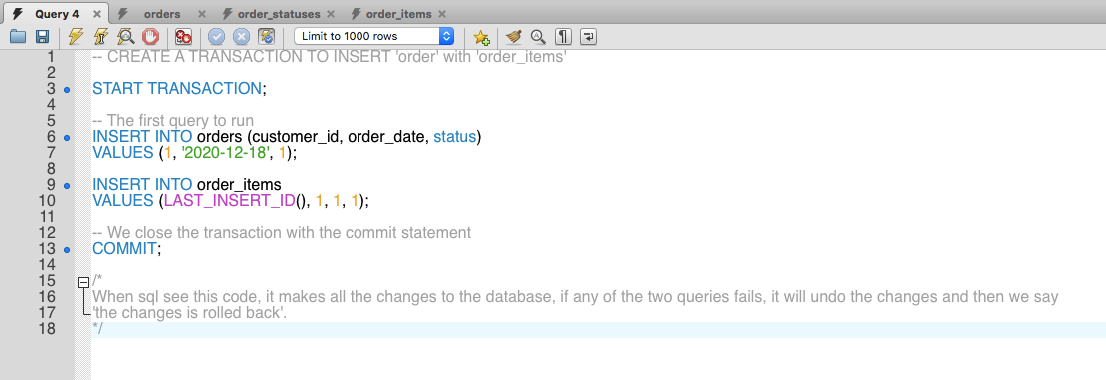 Query 4 orders order_statuses order_items
Limit to 1000 rows
1 -- CREATE A TRANSACTION TO INSERT 'order' with 'order_items'
2
3 START TRANSACTION;
4
5 -- The first query to run
6 INSERT INTO orders (customer_id, order_date, status)
7 VALUES (1, '2020-12-18', 1);
8
9 INSERT INTO order_items
10 VALUES (LAST_INSERT_ID(), 1, 1, 1);
11
12 -- We close the transaction with the commit statement
13 COMMIT;
14
15 /*
16 When sql see this code, it makes all the changes to the database, if any of the two queries fails, it will undo the changes and then we say
17 'the changes is rolled back'.
18 */